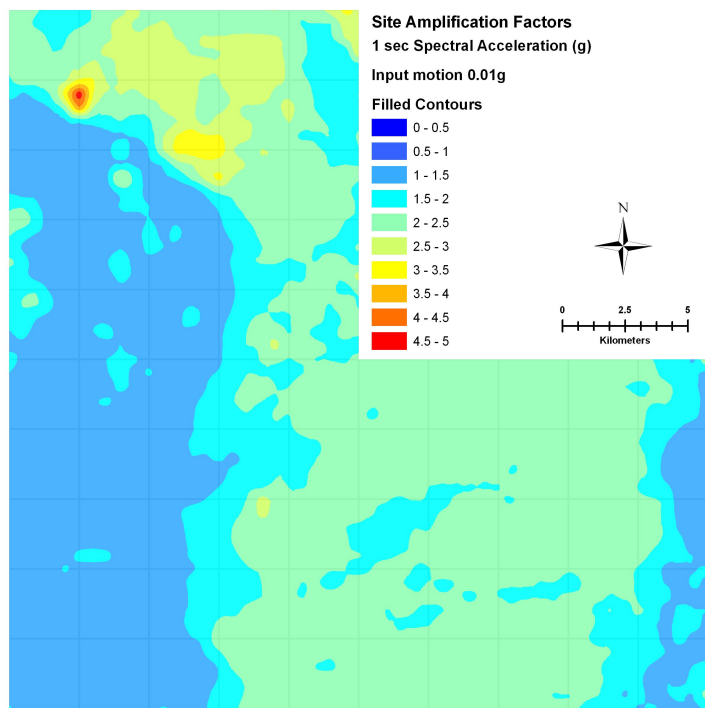 Site Amplification Factors
1 sec Spectral Acceleration (g)
Input motion 0.01g
Filled Contours
0 - 0.5
0.5 - 1
1 - 1.5
1.5 - 2
2 - 2.5
2.5 - 3
3 - 3.5
3.5 - 4
4 - 4.5
4.5 - 5
N
0 2.5 5
Kilometers